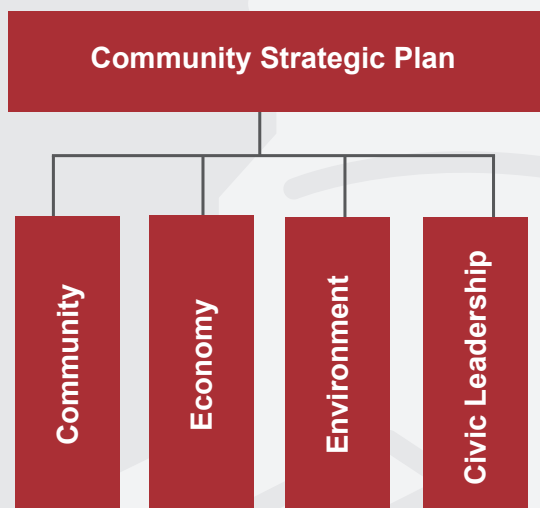 Community Strategic Plan
Community
Economy
Environment
Civic Leadership